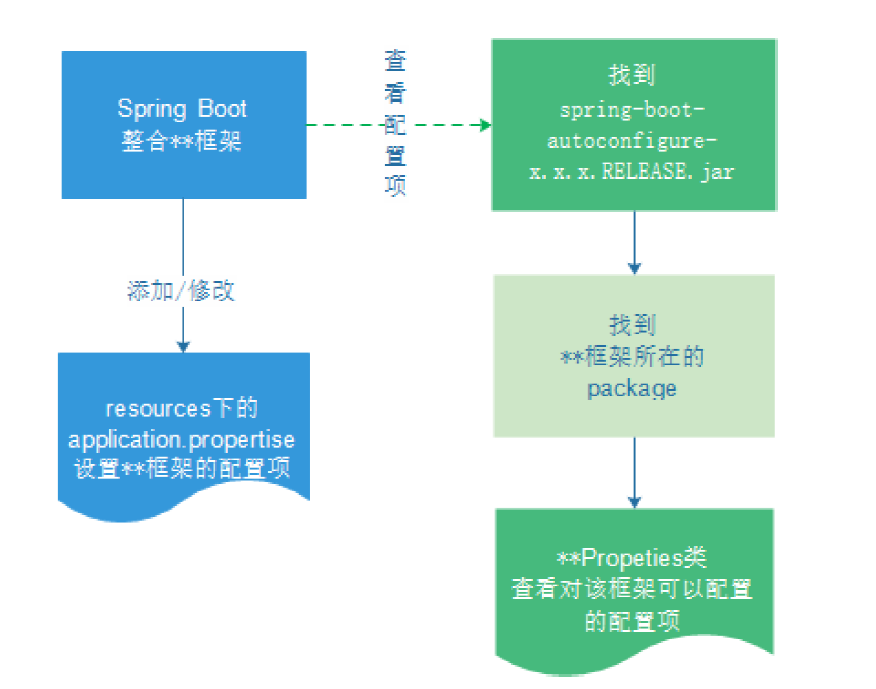 Spring Boot
整合**框架
查看配置项
找到
spring-boot-
autoconfigure-
x.x.x.RELEASE.jar
添加/修改
找到
**框架所在的
package
resources下的
application.propertise
设置**框架的配置项
**Propeties类
查看对该框架可以配置
的配置项